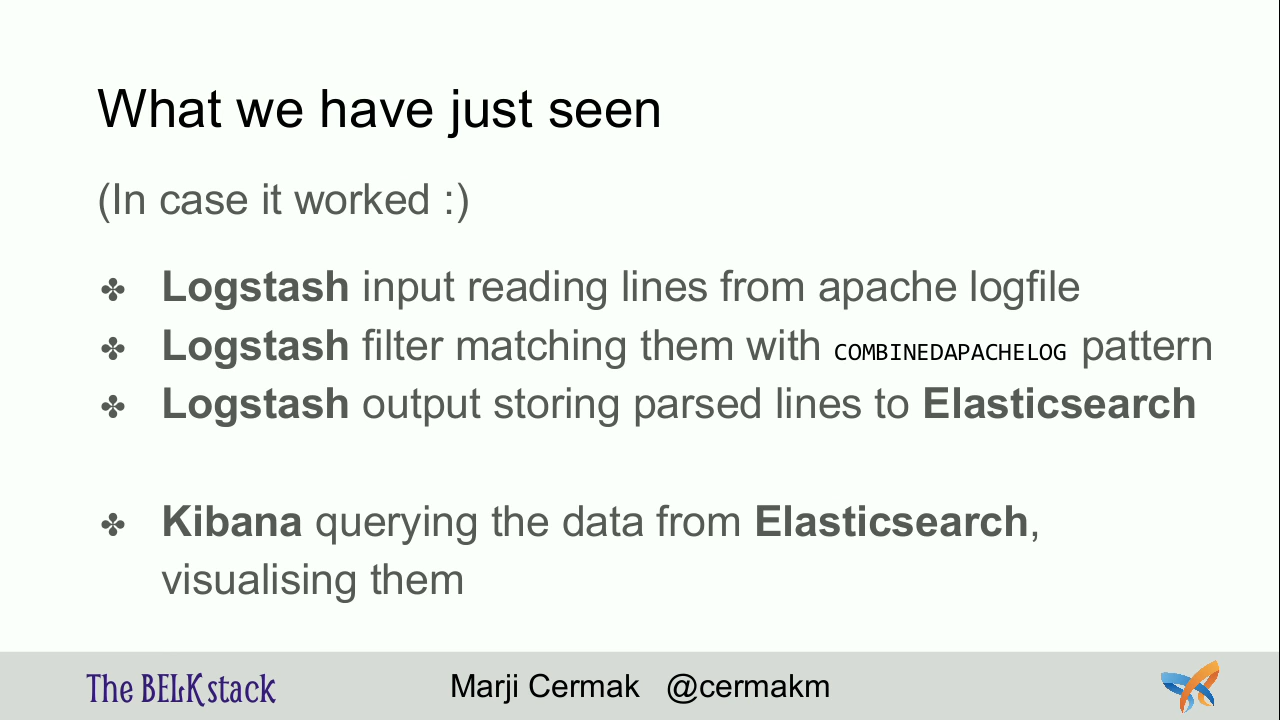 What we have just seen
(In case it worked :)
✤ Logstash input reading lines from apache logfile
✤ Logstash filter matching them with COMBINEDAPACHELOG pattern
✤ Logstash output storing parsed lines to Elasticsearch
✤ Kibana querying the data from Elasticsearch,
visualising them
The BELK stack
Marji Cermak @cermakm